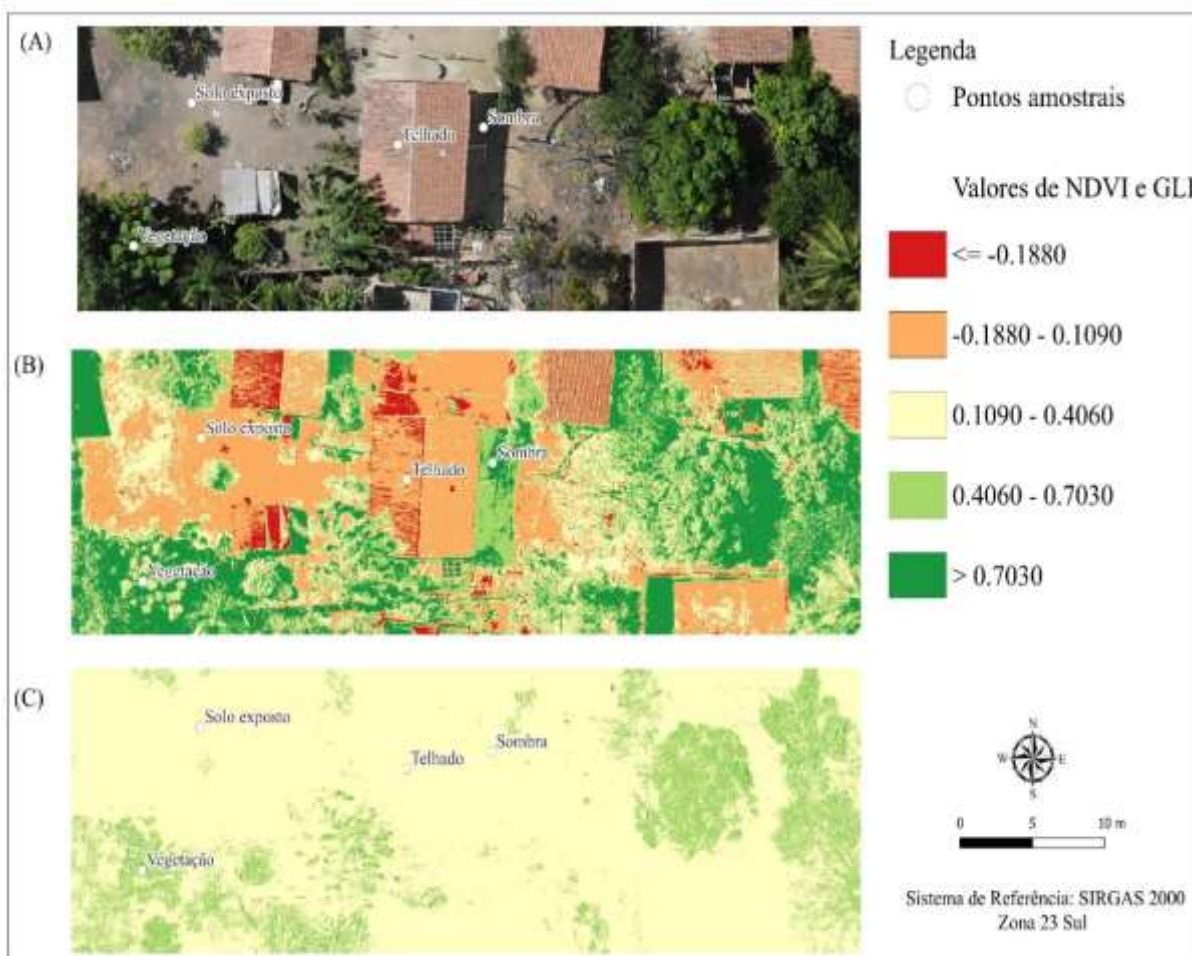 (A)
Solo exposto
Sombra
Telhado
Vegetação
(B)
Solo exposto
Sombra
Telhado
Vegetação
(C)
Solo exposto
Sombra
Telhado
Vegetação
Legenda
Pontos amostrais
Valores de NDVI e GLI
<= -0.1880
-0.1880 - 0.1090
0.1090 - 0.4060
0.4060 - 0.7030
> 0.7030
N
W E
S
0 5 10 m
Sistema de Referência: SIRGAS 2000
Zona 23 Sul